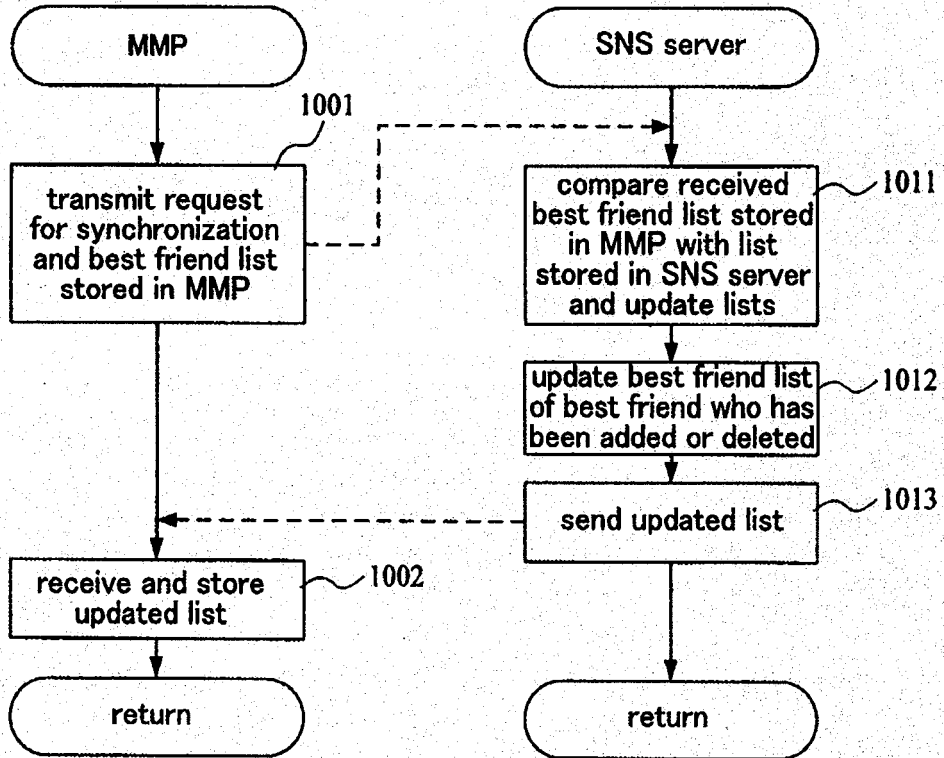 MMP
SNS server
1001
transmit request
for synchronization
and best friend list
stored in MMP
compare received
best friend list stored
in MMP with list
stored in SNS server
and update lists
1011
update best friend list
of best friend who has
been added or deleted
1012
send updated list
1013
receive and store
updated list
1002
return
return